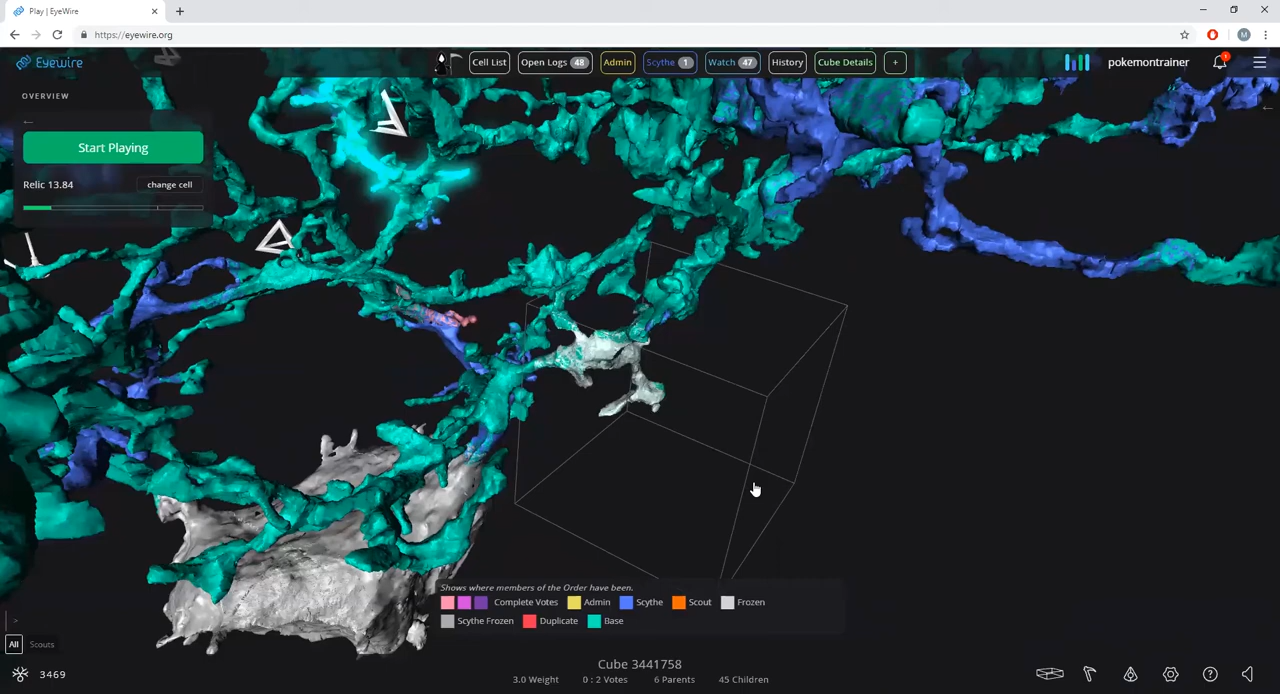 Play | EyeWire
https://eyewire.org
M
Eyewire
Cell List
Open Logs 48
Admin
Scythe 1
Watch 47
History
Cube Details
+
pokemontrainer
1
OVERVIEW
Start Playing
Relic 13.84
change cell
Shows where members of the Order have been.
Complete Votes
Admin
Scythe
Scout
Frozen
Scythe Frozen
Duplicate
Base
>
All
Scouts
3469
Cube 3441758
3.0 Weight
0 : 2 Votes
6 Parents
45 Children